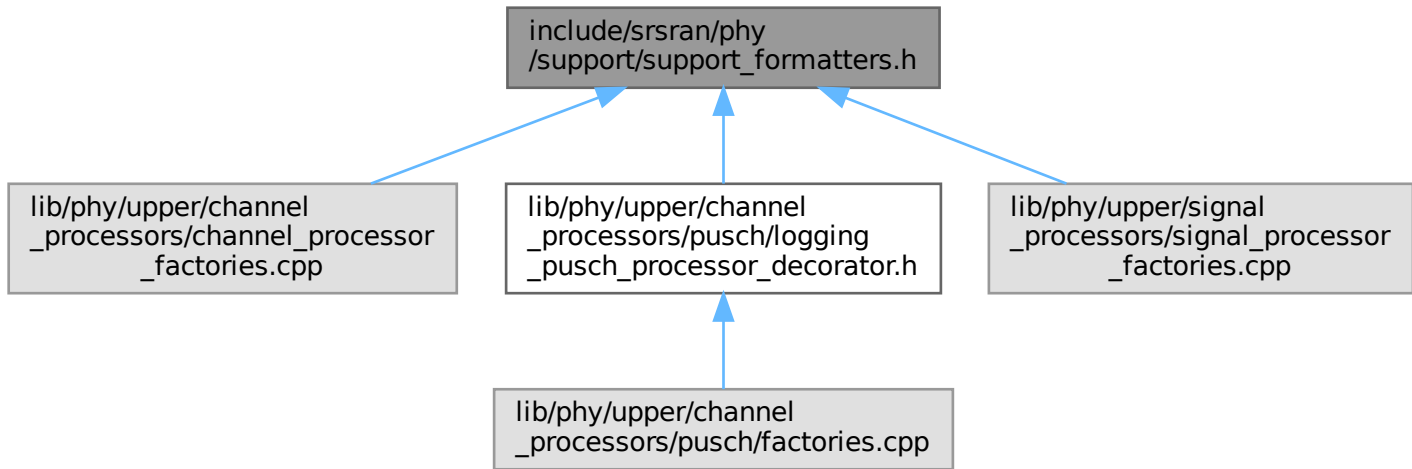 include/srsran/phy
/support/support_formatters.h
lib/phy/upper/channel
_processors/channel_processor
_factories.cpp
lib/phy/upper/channel
_processors/pusch/logging
_pusch_processor_decorator.h
lib/phy/upper/signal
_processors/signal_processor
_factories.cpp
lib/phy/upper/channel
_processors/pusch/factories.cpp